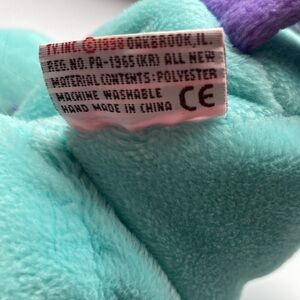 TY INC. ©1998 OAKBROOK, IL.
REG. NO. PA-1965(KR) ALL NEW
MATERIAL CONTENTS: POLYESTER
MACHINE WASHABLE
HAND MADE IN CHINA CE